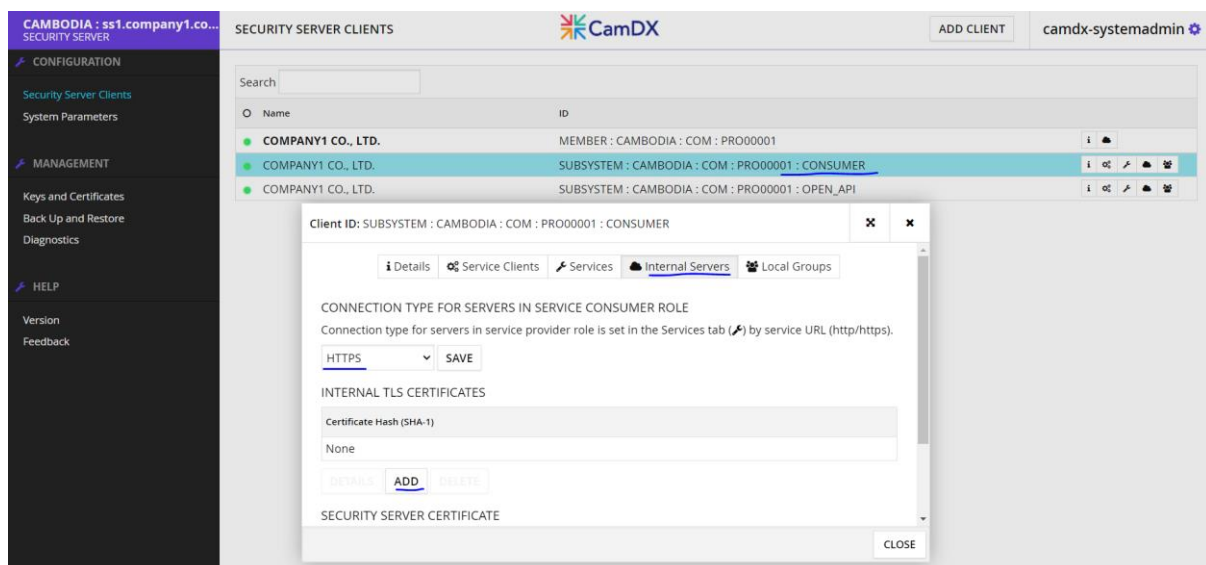 CAMBODIA : ss1.company1.co...
SECURITY SERVER
CONFIGURATION
Security Server Clients
System Parameters
MANAGEMENT
Keys and Certificates
Back Up and Restore
Diagnostics
HELP
Version
Feedback
SECURITY SERVER CLIENTS
CamDX
ADD CLIENT
camdx-systemadmin
Search
Name ID
COMPANY1 CO., LTD. MEMBER : CAMBODIA : COM : PRO00001
COMPANY1 CO., LTD. SUBSYSTEM : CAMBODIA : COM : PRO00001 : CONSUMER
COMPANY1 CO., LTD. SUBSYSTEM : CAMBODIA : COM : PRO00001 : OPEN_API
Client ID: SUBSYSTEM : CAMBODIA : COM : PRO00001 : CONSUMER
Details Service Clients Services Internal Servers Local Groups
CONNECTION TYPE FOR SERVERS IN SERVICE CONSUMER ROLE
Connection type for servers in service provider role is set in the Services tab () by service URL (http/https).
HTTPS SAVE
INTERNAL TLS CERTIFICATES
Certificate Hash (SHA-1)
None
DETAILS ADD DELETE
SECURITY SERVER CERTIFICATE
CLOSE